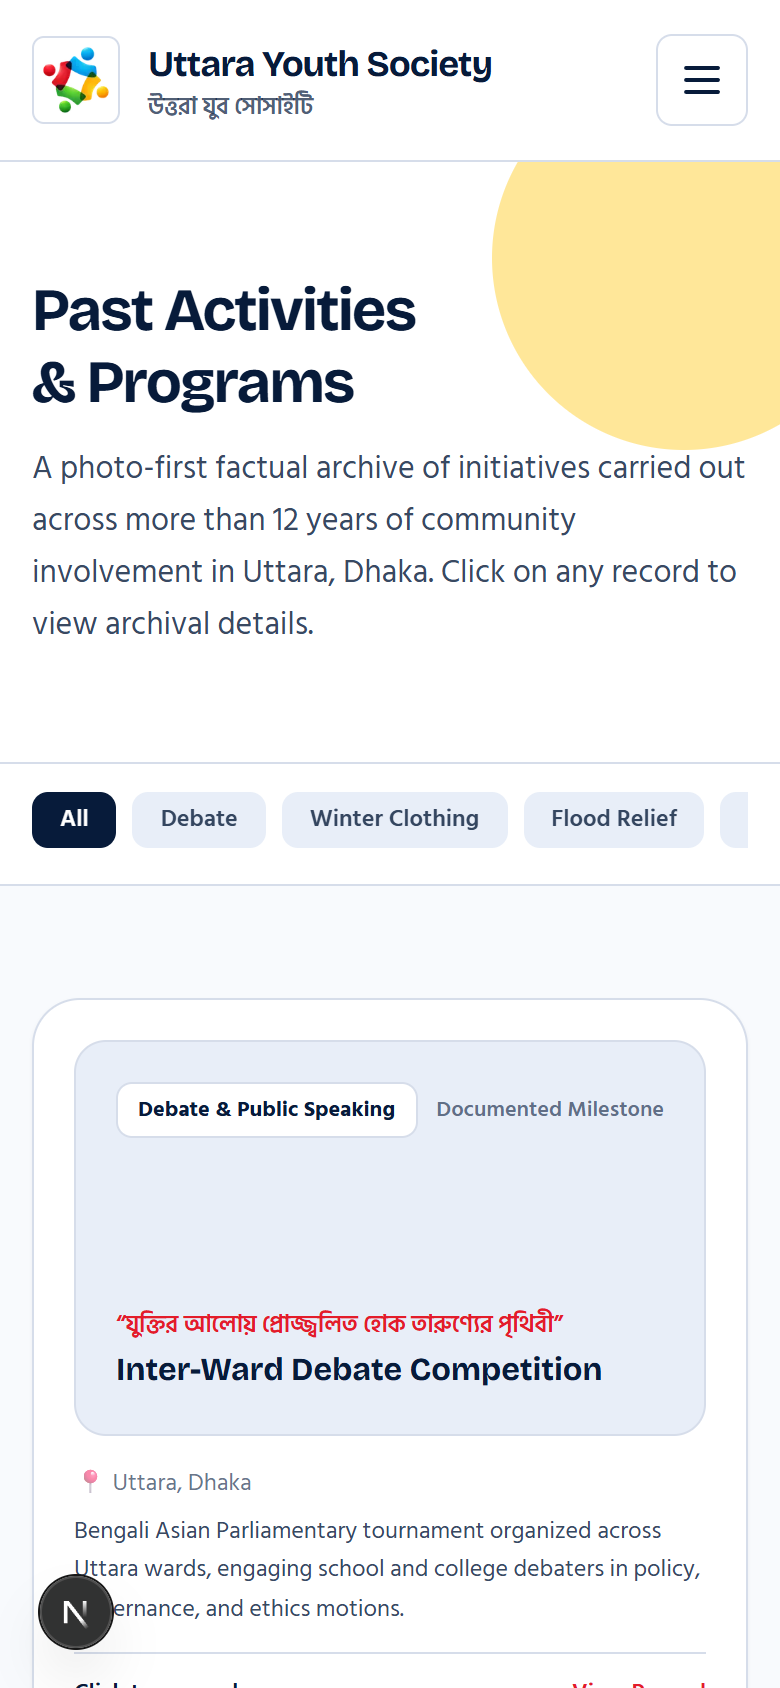 Uttara Youth Society
উত্তরা যুব সোসাইটি
Past Activities
& Programs
A photo-first factual archive of initiatives carried out
across more than 12 years of community
involvement in Uttara, Dhaka. Click on any record to
view archival details.
All Debate Winter Clothing Flood Relief
Debate & Public Speaking Documented Milestone
“যুক্তির আলোয় প্রোজ্জ্বলিত হোক তারুণ্যের পৃথিবী”
Inter-Ward Debate Competition
Uttara, Dhaka
Bengali Asian Parliamentary tournament organized across
Uttara wards, engaging school and college debaters in policy,
N ernance, and ethics motions.